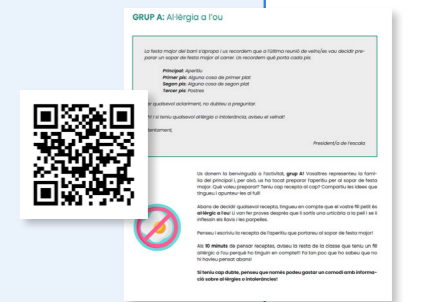 GRUP A: Al·lèrgia a l'ou
La festa major del barri s'apropa i us recordem que a l'última reunió de veïns/es vau decidir pre-
parar un sopar de festa major al carrer. Us recordem què porta cada pis.
Principal: Aperitiu
Primer pis: Alguna cosa de primer plat
Segon pis: Alguna cosa de segon plat
Tercer pis: Postres
qualsevol aclariment, no dubteu a preguntar.
i si teniu qualsevol al·lèrgia o intolerància, aviseu el veïnat!
President/a de l'escala
Us donem la benvinguda a l'activitat, grup A! Vosaltres representeu la famí-
lia del principal i, per això, us ha tocat preparar l'aperitiu per al sopar de festa
major. Què voleu preparar? Teniu cap recepta al cap? Compartiu les idees que
tingueu i apunteu-les al full!
Abans de decidir qualsevol recepta, tingueu en compte que el vostre fill petit és
al·lèrgic a l'ou! Li van fer proves després que li sortís una urticària a la pell i se li
inflessin els llavis i les parpelles.
Penseu i escriviu la recepta de l'aperitiu que portareu al sopar de festa major!
Als 10 minuts de pensar receptes, aviseu la resta de la classe que teniu un fill
al·lèrgic a l'ou perquè ho tinguin en compte!! Fa tan poc que ho sabeu que no
hi havíeu pensat abans!
Si teniu cap dubte, penseu que només podeu gastar un comodí amb informa-
ció sobre al·lèrgies o intoleràncies!